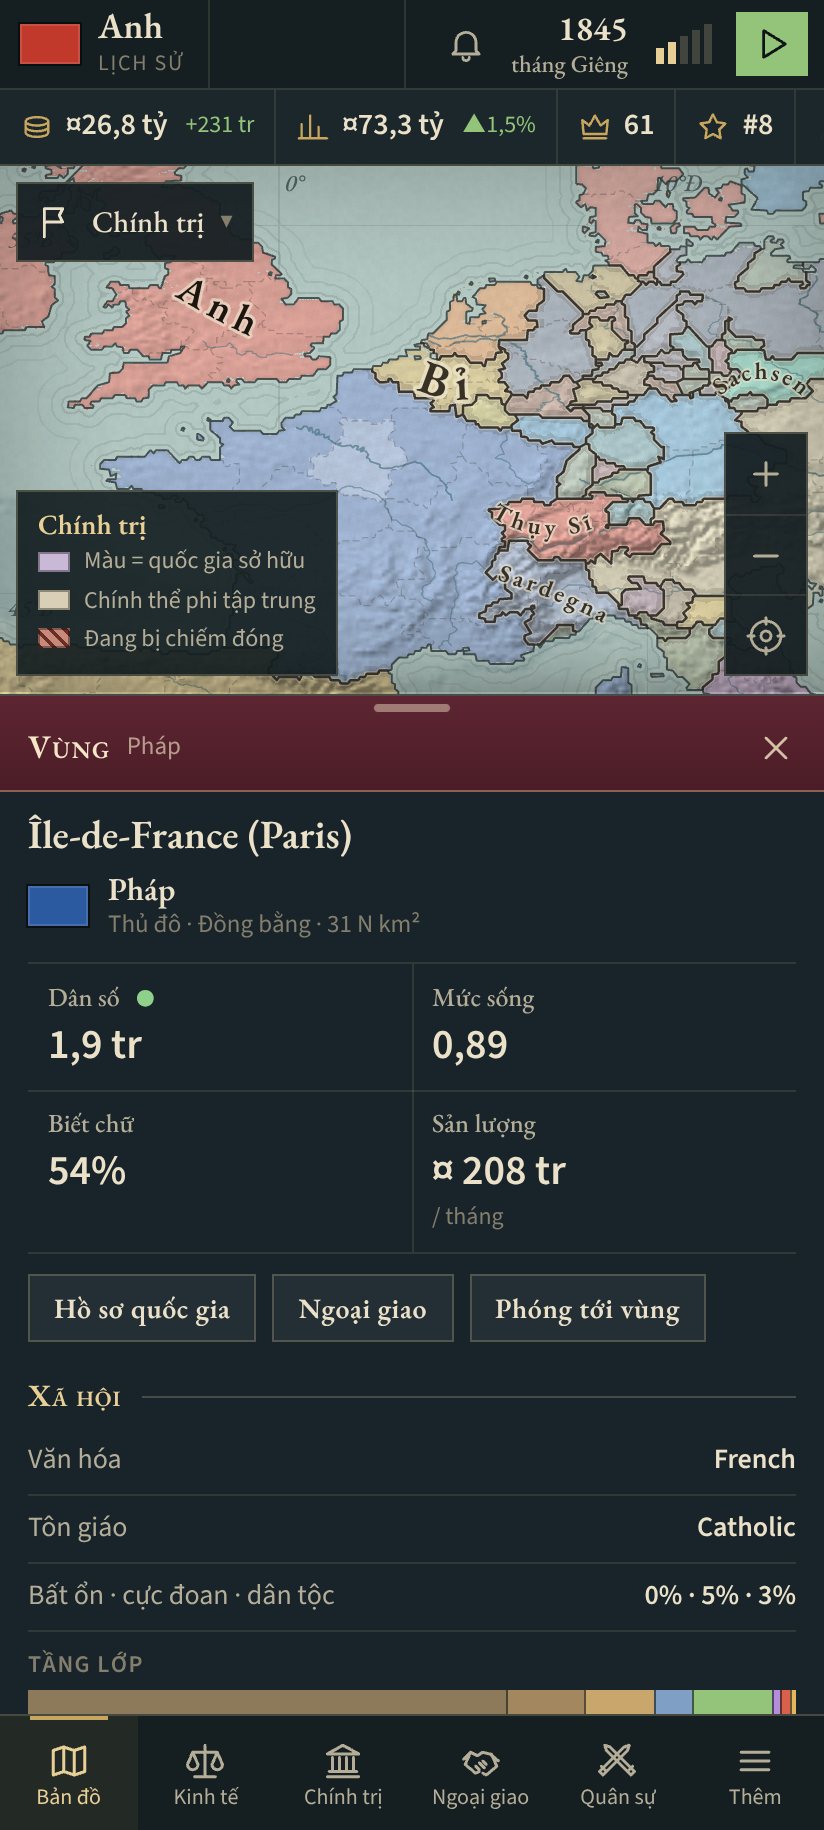 Anh
LỊCH SỬ
1845
tháng Giêng
¤26,8 tỷ +231 tr
¤73,3 tỷ ▲1,5%
61
#8
0°
10°Đ
Chính trị ▼
Anh
Bỉ
Sachsen
Thụy Sĩ
Sardegna
Chính trị
Màu = quốc gia sở hữu
Chính thể phi tập trung
Đang bị chiếm đóng
VÙNG Pháp
Île-de-France (Paris)
Pháp
Thủ đô · Đồng bằng · 31 N km²
Dân số
1,9 tr
Mức sống
0,89
Biết chữ
54%
Sản lượng
¤ 208 tr
/ tháng
Hồ sơ quốc gia
Ngoại giao
Phóng tới vùng
XÃ HỘI
Văn hóa French
Tôn giáo Catholic
Bất ổn · cực đoan · dân tộc 0% · 5% · 3%
TẦNG LỚP
Bản đồ
Kinh tế
Chính trị
Ngoại giao
Quân sự
Thêm